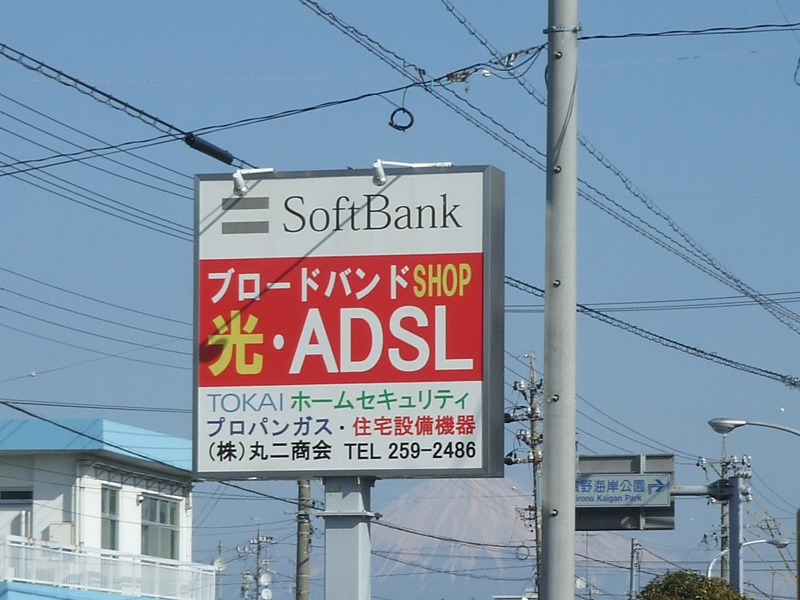 SoftBank
ブロードバンドSHOP
光・ADSL
TOKAI ホームセキュリティ
プロパンガス・住宅設備機器
(株)丸二商会 TEL 259-2486
野海岸公園
irono Kaigan Park